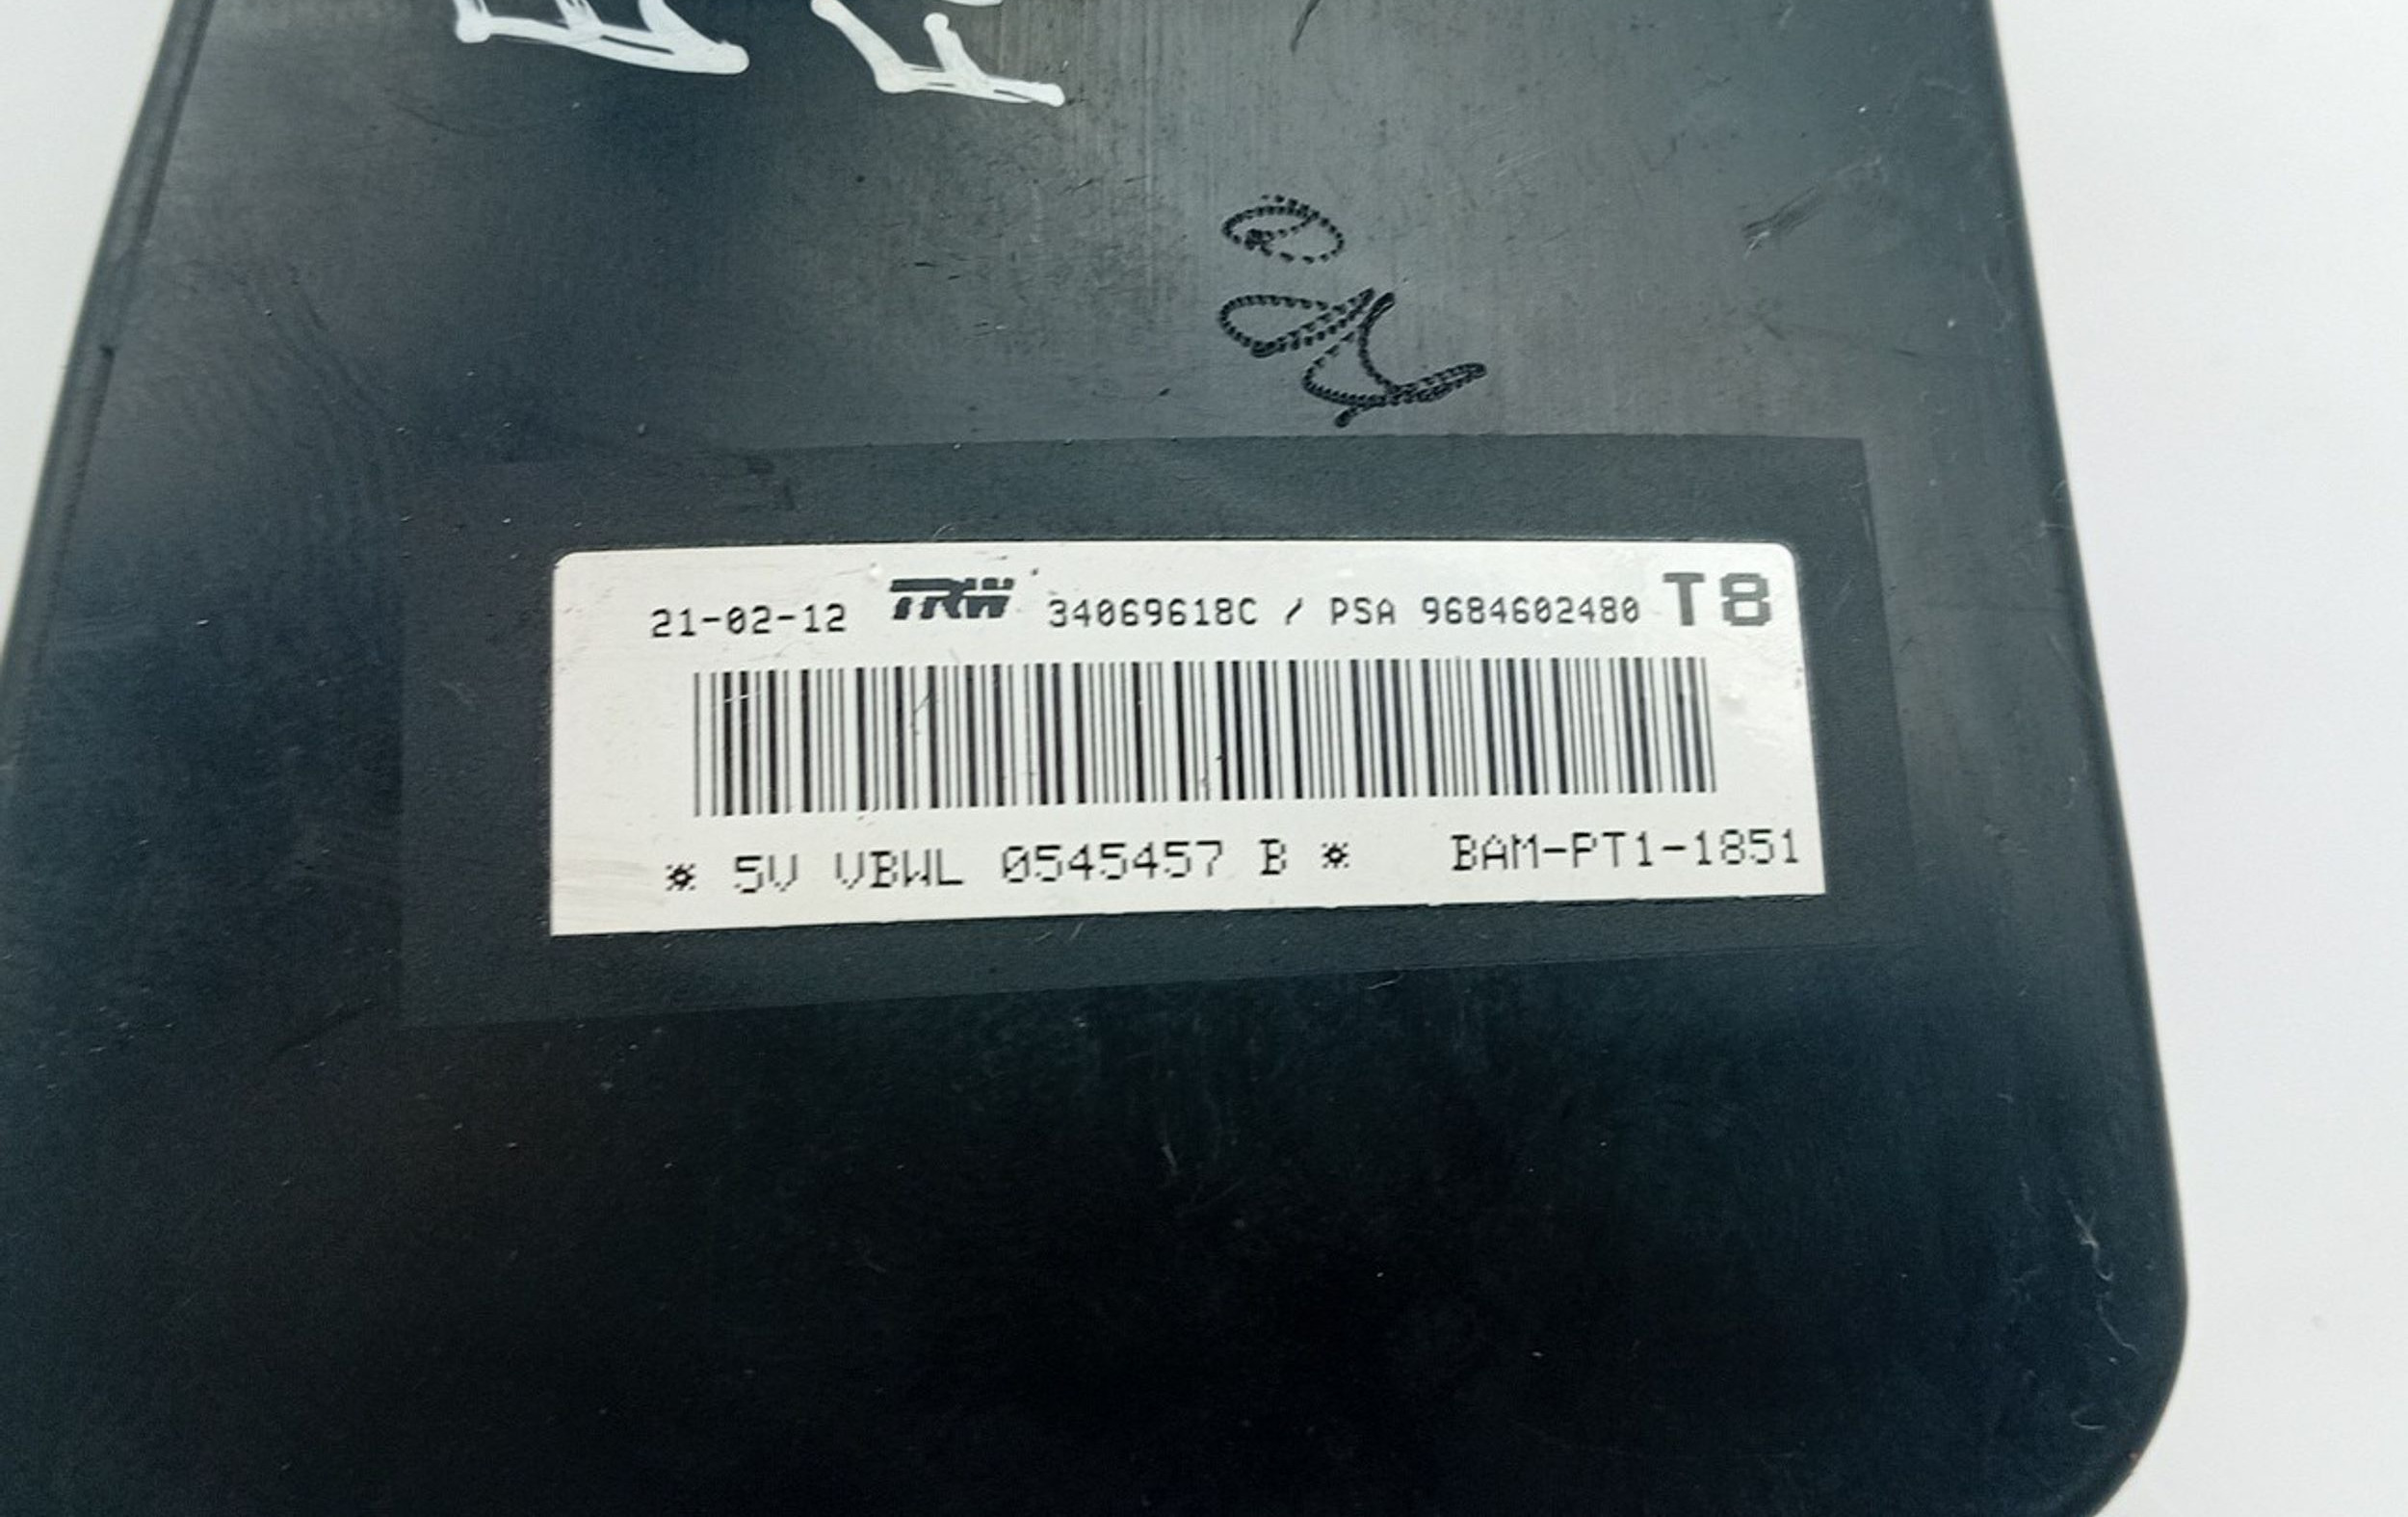 21-02-12 TRW 34069618C / PSA 9684602480 T8
* 5V VBWL 0545457 B * BAM-PT1-1851